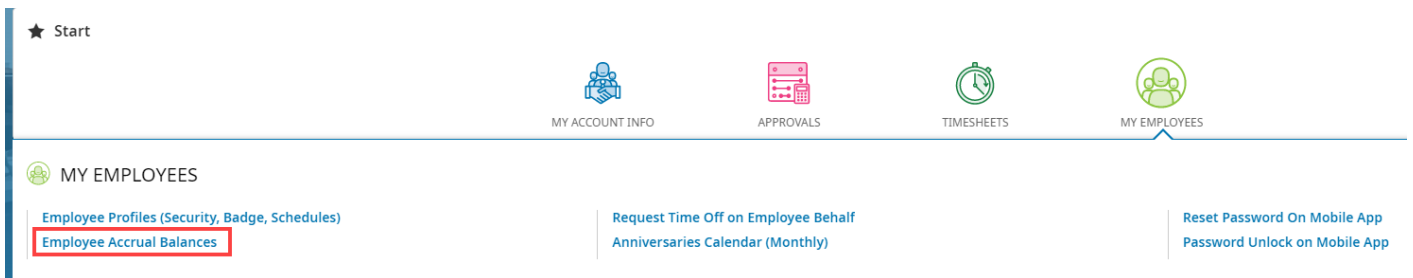 Start
MY ACCOUNT INFO
APPROVALS
TIMESHEETS
MY EMPLOYEES
MY EMPLOYEES
Employee Profiles (Security, Badge, Schedules)
Employee Accrual Balances
Request Time Off on Employee Behalf
Anniversaries Calendar (Monthly)
Reset Password On Mobile App
Password Unlock on Mobile App